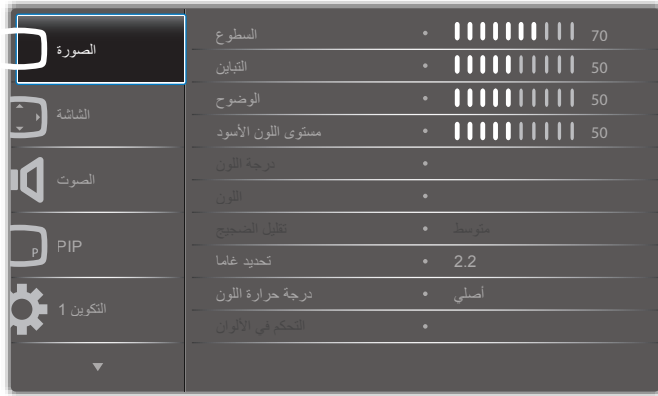 الصورة
الشاشة
الصوت
P
PIP
التكوين 1
السطوع • 70
التباين • 50
الوضوح • 50
مستوى اللون الأسود • 50
درجة اللون •
اللون •
تقليل الضجيج • متوسط
تحديد غاما • 2.2
درجة حرارة اللون • أصلي
التحكم في الألوان •